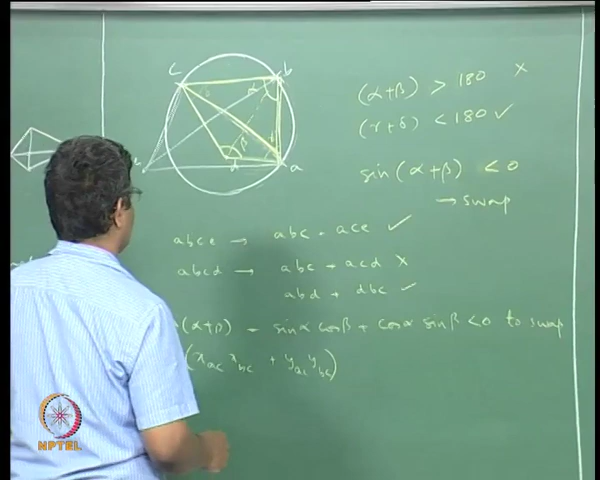 c
b
α
β
a
d
(α+β) > 180 ×
(γ+δ) < 180 ✓
sin(α+β) < 0
→ swap
abce → abc + ace ✓
abcd → abc + acd ×
abd + dbc ✓
(α+β) = sinα cosβ + cosα sinβ < 0 to swap
(x_ac x_bc + y_ac y_bc)
NPTEL